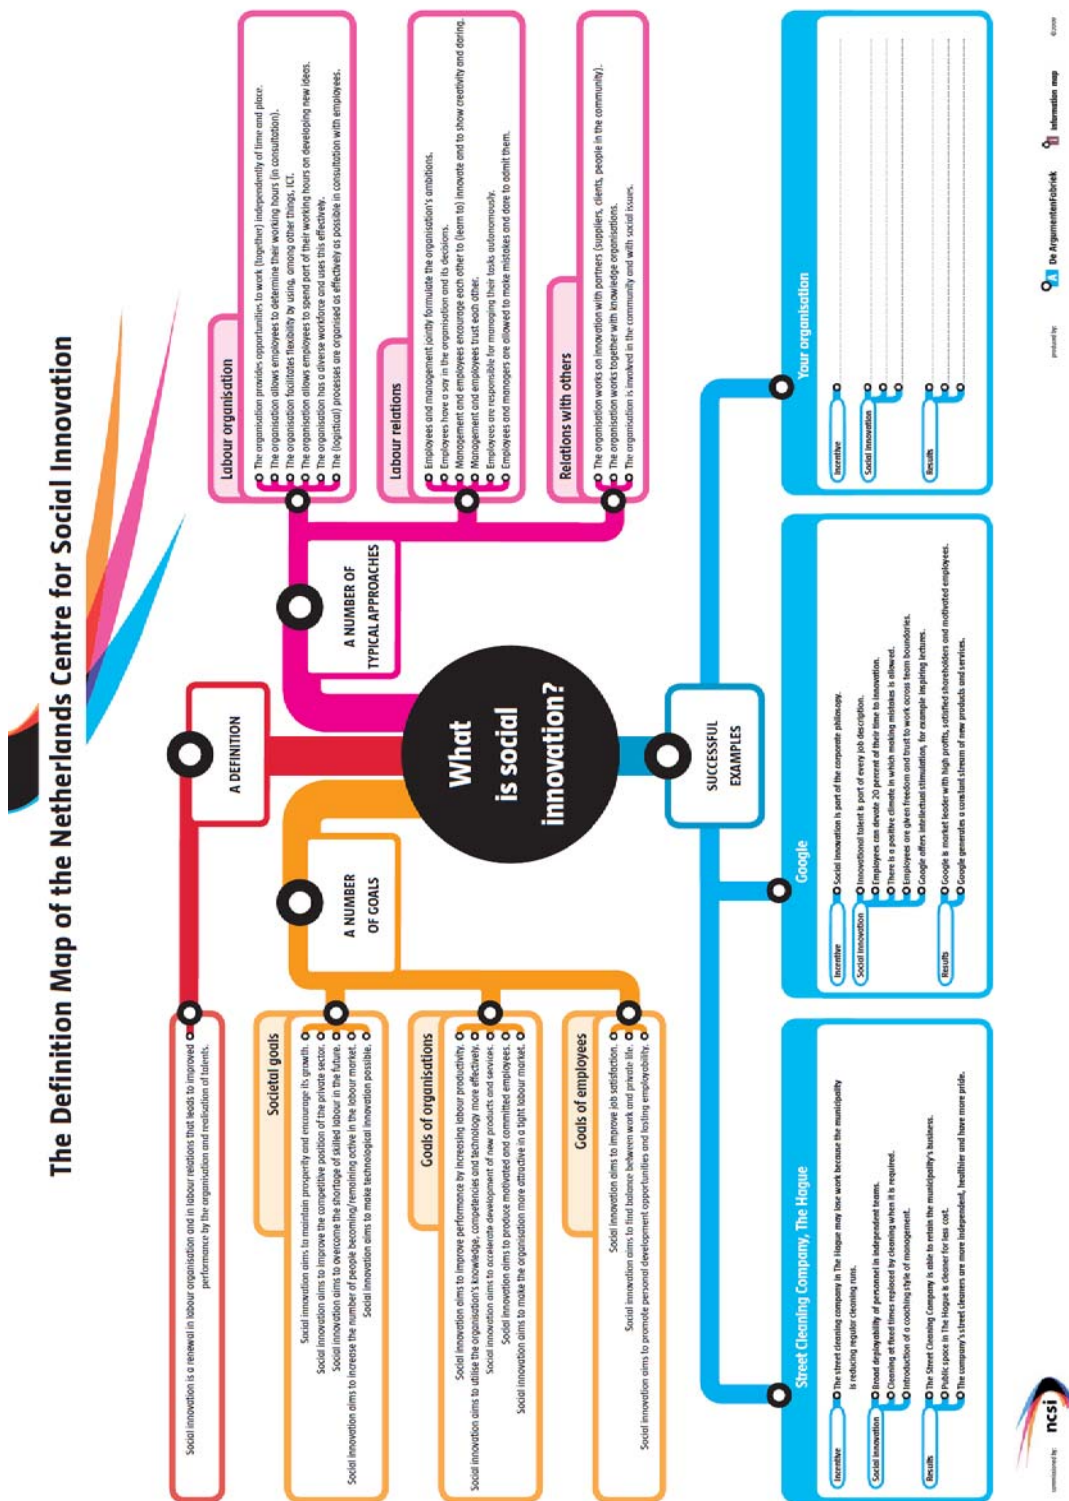 The Definition Map of the Netherlands Centre for Social Innovation
What
is social
innovation?
A DEFINITION
Social innovation is a renewal in labour organisation and in labour relations that leads to improved
performance by the organisation and realisation of talents.
A NUMBER
OF GOALS
Societal goals
Social innovation aims to maintain prosperity and encourage its growth.
Social innovation aims to improve the competitive position of the private sector.
Social innovation aims to overcome the shortage of skilled labour in the future.
Social innovation aims to increase the number of people becoming/remaining active in the labour market.
Social innovation aims to make technological innovation possible.
Goals of organisations
Social innovation aims to improve performance by increasing labour productivity.
Social innovation aims to utilise the organisation's knowledge, competencies and technology more effectively.
Social innovation aims to accelerate development of new products and services.
Social innovation aims to produce motivated and committed employees.
Social innovation aims to make the organisation more attractive in a tight labour market.
Goals of employees
Social innovation aims to improve job satisfaction.
Social innovation aims to find balance between work and private life.
Social innovation aims to promote personal development opportunities and lasting employability.
A NUMBER OF
TYPICAL APPROACHES
Labour organisation
The organisation provides opportunities to work (together) independently of time and place.
The organisation allows employees to determine their working hours (in consultation).
The organisation facilitates flexibility by using, among other things, ICT.
The organisation allows employees to spend part of their working hours on developing new ideas.
The organisation has a diverse workforce and uses this effectively.
The (logistical) processes are organised as effectively as possible in consultation with employees.
Labour relations
Employees and management jointly formulate the organisation's ambitions.
Employees have a say in the organisation and its decisions.
Management and employees encourage each other to (learn to) innovate and to show creativity and daring.
Management and employees trust each other.
Employees are responsible for managing their tasks autonomously.
Employees and managers are allowed to make mistakes and dare to admit them.
Relations with others
The organisation works on innovation with partners (suppliers, clients, people in the community).
The organisation works together with knowledge organisations.
The organisation is involved in the community and with social issues.
SUCCESSFUL
EXAMPLES
Street Cleaning Company, The Hague
Incentive
The street cleaning company in The Hague may lose work because the municipality
is reducing regular cleaning runs.
Social innovation
Broad deployability of personnel in independent teams.
Cleaning at fixed times replaced by cleaning when it is required.
Introduction of a coaching style of management.
Results
The Street Cleaning Company is able to retain the municipality's business.
Public space in The Hague is cleaner for less cost.
The company's street cleaners are more independent, healthier and have more pride.
Google
Incentive
Social innovation is part of the corporate philosophy.
Social innovation
Innovational talent is part of every job description.
Employees can devote 20 percent of their time to innovation.
There is a positive climate in which making mistakes is allowed.
Employees are given freedom and trust to work across team boundaries.
Google offers intellectual stimulation, for example inspiring lectures.
Results
Google is market leader with high profits, satisfied shareholders and motivated employees.
Google generates a constant stream of new products and services.
Your organisation
Incentive
Social innovation
Results
commissioned by:
ncsi
produced by:
A De ArgumentenFabriek
information map
©2009